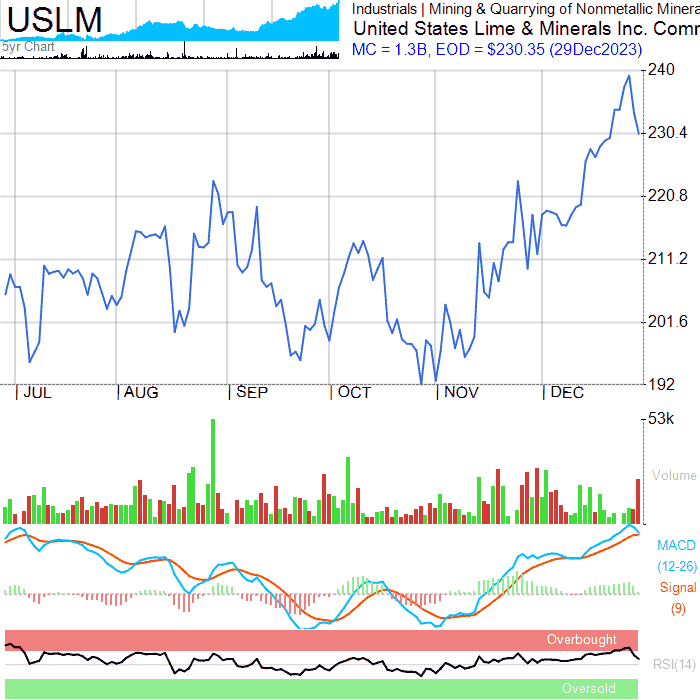 USLM
5yr Chart
Industrials | Mining & Quarrying of Nonmetallic Minera
United States Lime & Minerals Inc. Comr
MC = 1.3B, EOD = $230.35 (29Dec2023)
240
230.4
220.8
211.2
201.6
192
| JUL | AUG | SEP | OCT | NOV | DEC
53k
Volume
MACD
(12-26)
Signal
(9)
Overbought
RSI(14)
Oversold